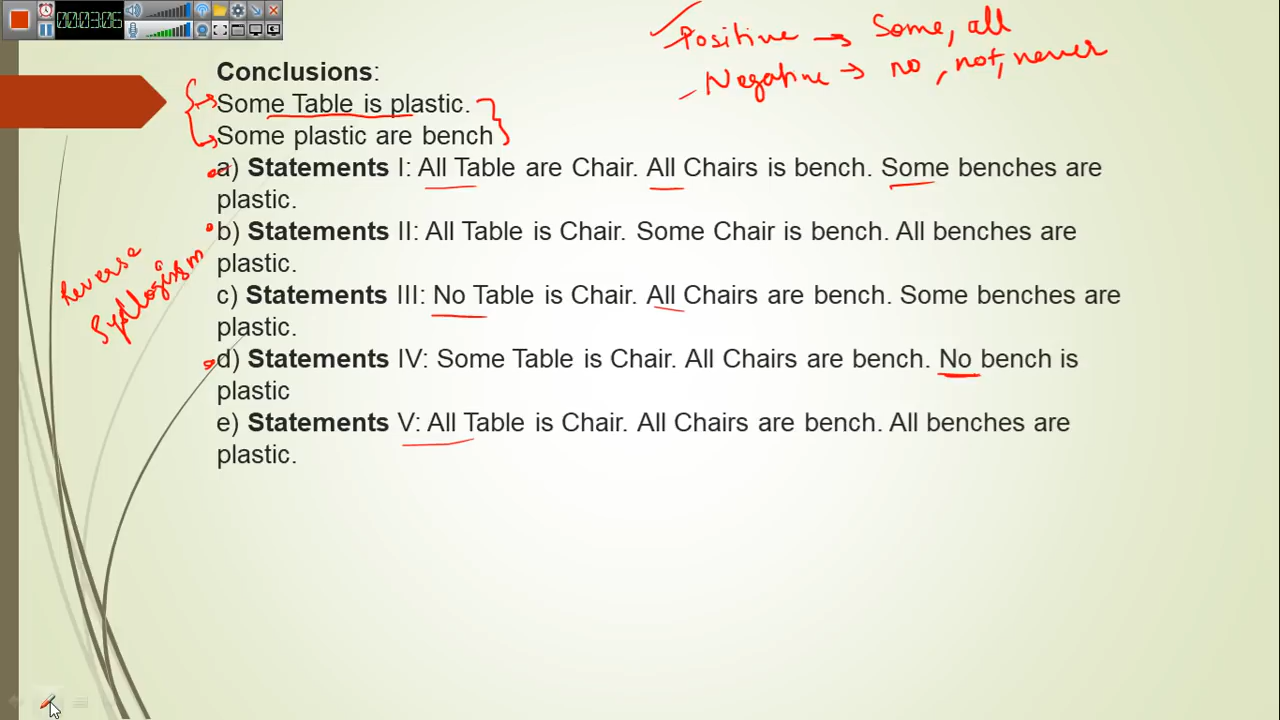 00:03:06
Positive → Some, all
Negative → no, not, never
Conclusions:
Some Table is plastic.
Some plastic are bench
a) Statements I: All Table are Chair. All Chairs is bench. Some benches are
plastic.
b) Statements II: All Table is Chair. Some Chair is bench. All benches are
plastic.
Reverse
Syllogism
c) Statements III: No Table is Chair. All Chairs are bench. Some benches are
plastic.
d) Statements IV: Some Table is Chair. All Chairs are bench. No bench is
plastic
e) Statements V: All Table is Chair. All Chairs are bench. All benches are
plastic.